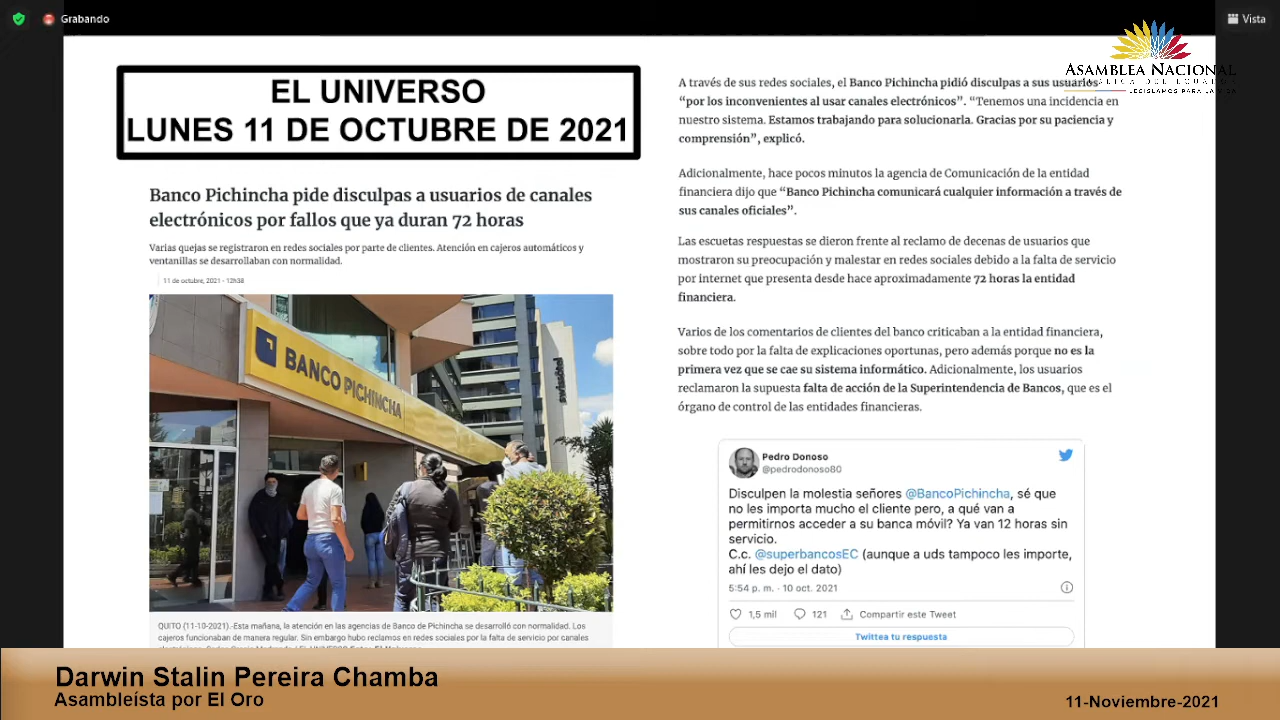 Grabando
Vista
ASAMBLEA NACIONAL
LEGISLAMOS PARA LA VIDA
EL UNIVERSO
LUNES 11 DE OCTUBRE DE 2021
Banco Pichincha pide disculpas a usuarios de canales
electrónicos por fallos que ya duran 72 horas
Varias quejas se registraron en redes sociales por parte de clientes. Atención en cajeros automáticos y
ventanillas se desarrollaban con normalidad.
11 de octubre, 2021 - 12h38
BANCO PICHINCHA
QUITO (11-10-2021).-Esta mañana, la atención en las agencias de Banco de Pichincha se desarrolló con normalidad. Los
cajeros funcionaban de manera regular. Sin embargo hubo reclamos en redes sociales por la falta de servicio por canales
A través de sus redes sociales, el Banco Pichincha pidió disculpas a sus usuarios
“por los inconvenientes al usar canales electrónicos”. “Tenemos una incidencia en
nuestro sistema. Estamos trabajando para solucionarla. Gracias por su paciencia y
comprensión”, explicó.
Adicionalmente, hace pocos minutos la agencia de Comunicación de la entidad
financiera dijo que “Banco Pichincha comunicará cualquier información a través de
sus canales oficiales”.
Las escuetas respuestas se dieron frente al reclamo de decenas de usuarios que
mostraron su preocupación y malestar en redes sociales debido a la falta de servicio
por internet que presenta desde hace aproximadamente 72 horas la entidad
financiera.
Varios de los comentarios de clientes del banco criticaban a la entidad financiera,
sobre todo por la falta de explicaciones oportunas, pero además porque no es la
primera vez que se cae su sistema informático. Adicionalmente, los usuarios
reclamaron la supuesta falta de acción de la Superintendencia de Bancos, que es el
órgano de control de las entidades financieras.
Pedro Donoso
@pedrodonoso80
Disculpen la molestia señores @BancoPichincha, sé que
no les importa mucho el cliente pero, a qué van a
permitirnos acceder a su banca móvil? Ya van 12 horas sin
servicio.
C.c. @superbancosEC (aunque a uds tampoco les importe,
ahí les dejo el dato)
5:54 p. m. · 10 oct. 2021
1,5 mil 121 Compartir este Tweet
Twittea tu respuesta
Darwin Stalin Pereira Chamba
Asambleísta por El Oro
11-Noviembre-2021